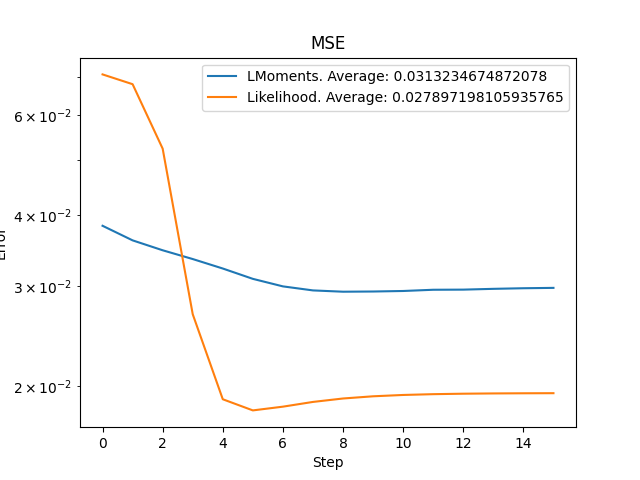 MSE
LMoments. Average: 0.0313234674872078
Likelihood. Average: 0.027897198105935765
6 × 10⁻²
4 × 10⁻²
3 × 10⁻²
2 × 10⁻²
Error
0 2 4 6 8 10 12 14
Step